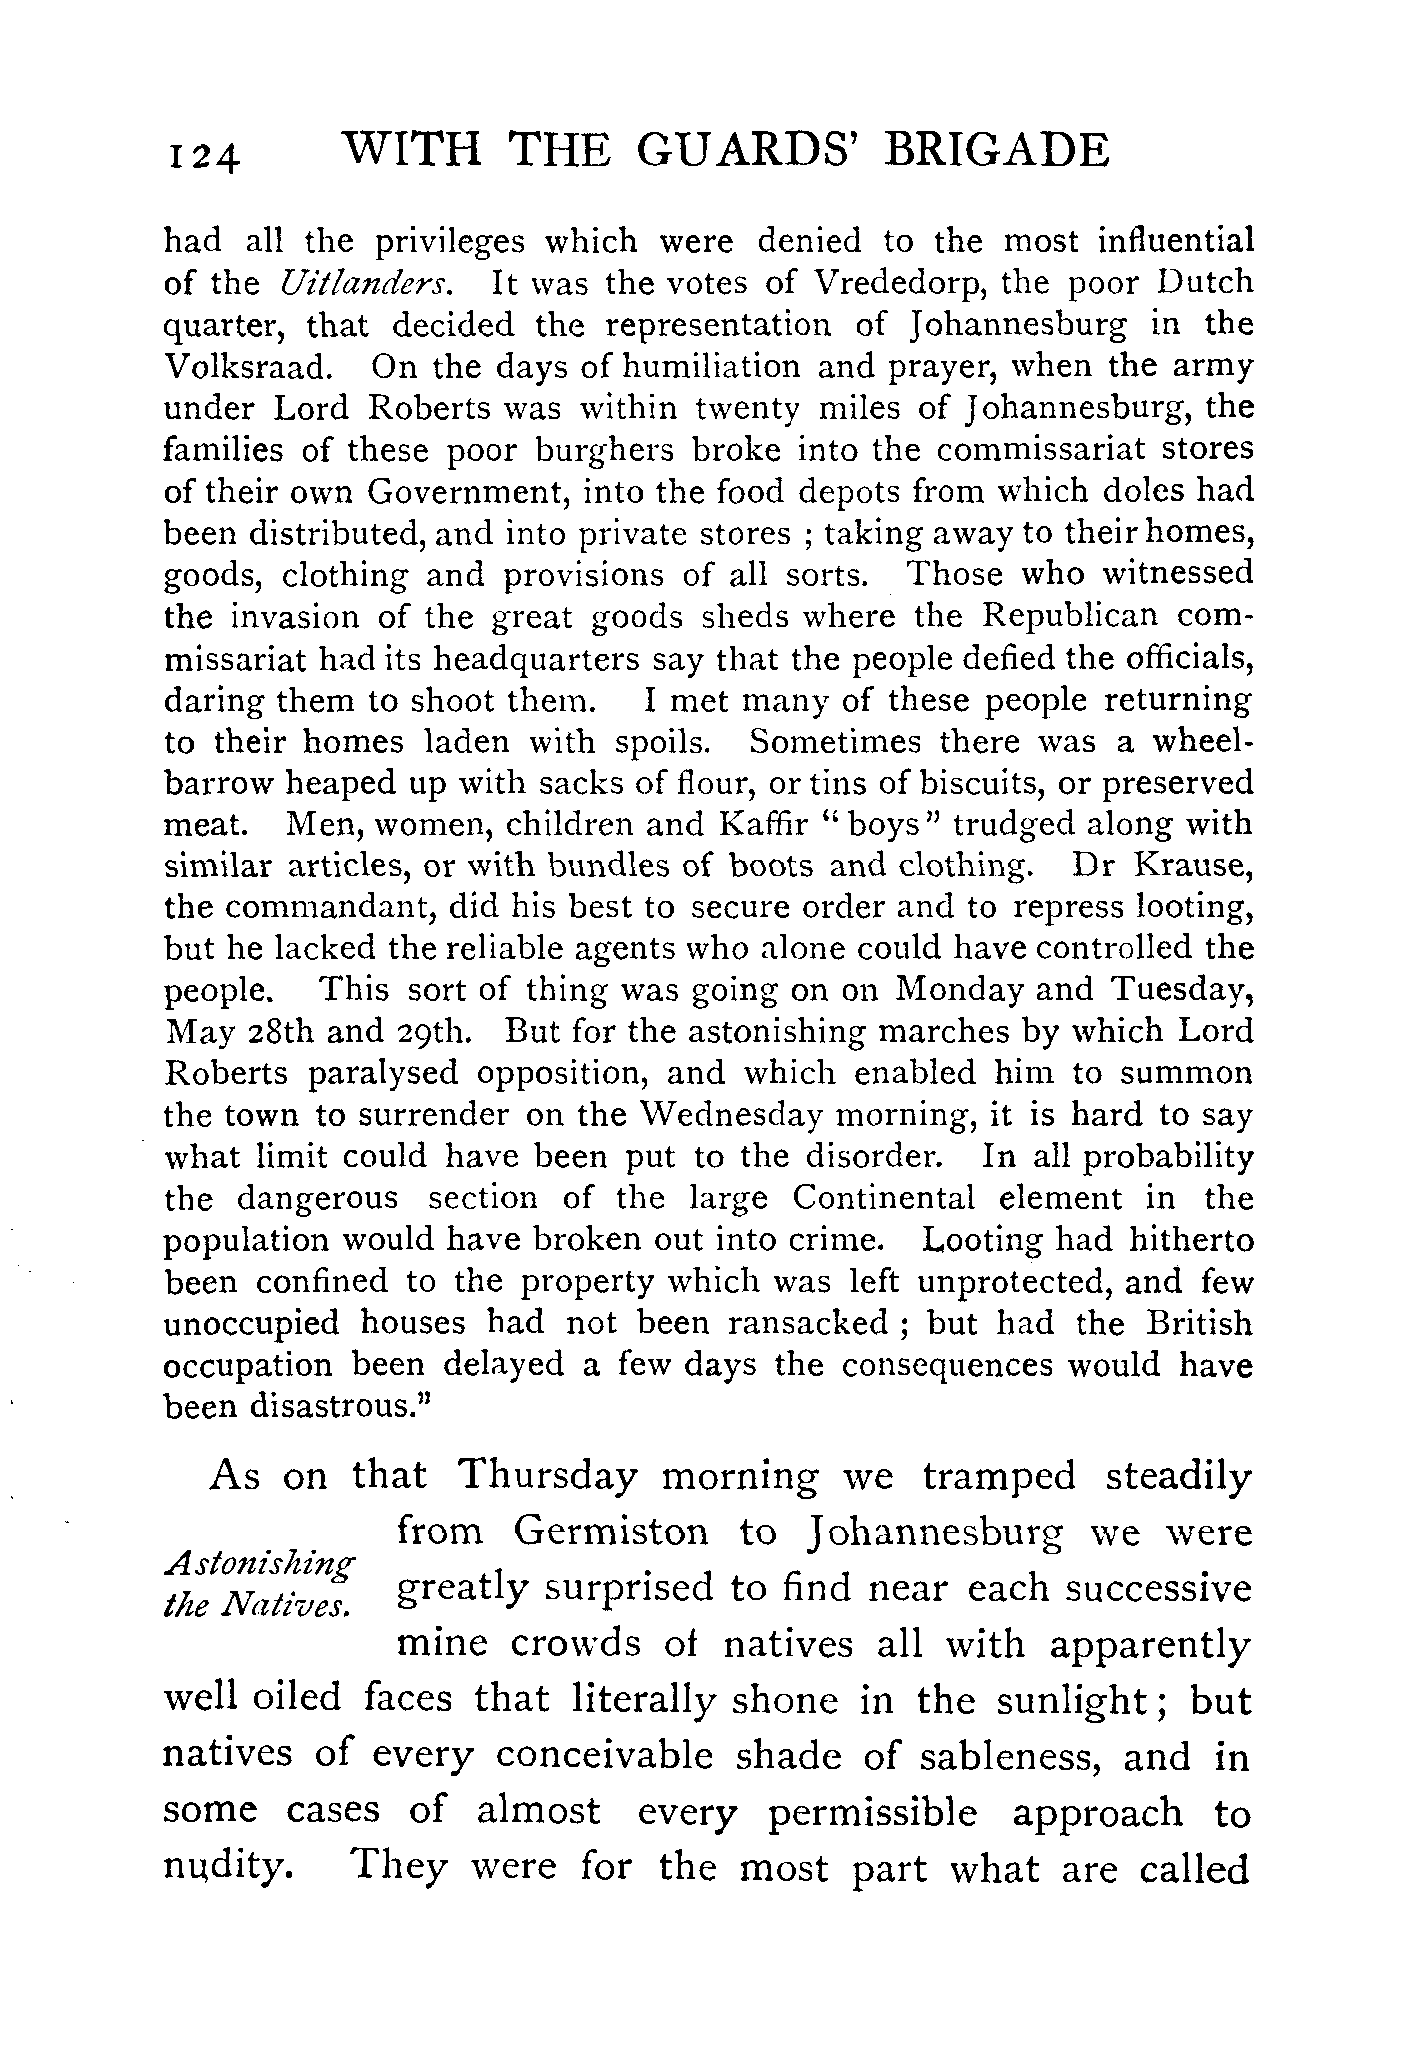 124 WITH THE GUARDS' BRIGADE
had all the privileges which were denied to the most influential
of the Uitlanders. It was the votes of Vrededorp, the poor Dutch
quarter, that decided the representation of Johannesburg in the
Volksraad. On the days of humiliation and prayer, when the army
under Lord Roberts was within twenty miles of Johannesburg, the
families of these poor burghers broke into the commissariat stores
of their own Government, into the food depots from which doles had
been distributed, and into private stores ; taking away to their homes,
goods, clothing and provisions of all sorts. Those who witnessed
the invasion of the great goods sheds where the Republican com-
missariat had its headquarters say that the people defied the officials,
daring them to shoot them. I met many of these people returning
to their homes laden with spoils. Sometimes there was a wheel-
barrow heaped up with sacks of flour, or tins of biscuits, or preserved
meat. Men, women, children and Kaffir "boys" trudged along with
similar articles, or with bundles of boots and clothing. Dr Krause,
the commandant, did his best to secure order and to repress looting,
but he lacked the reliable agents who alone could have controlled the
people. This sort of thing was going on on Monday and Tuesday,
May 28th and 29th. But for the astonishing marches by which Lord
Roberts paralysed opposition, and which enabled him to summon
the town to surrender on the Wednesday morning, it is hard to say
what limit could have been put to the disorder. In all probability
the dangerous section of the large Continental element in the
population would have broken out into crime. Looting had hitherto
been confined to the property which was left unprotected, and few
unoccupied houses had not been ransacked ; but had the British
occupation been delayed a few days the consequences would have
been disastrous."
As on that Thursday morning we tramped steadily
from Germiston to Johannesburg we were
Astonishing
the Natives.
greatly surprised to find near each successive
mine crowds of natives all with apparently
well oiled faces that literally shone in the sunlight ; but
natives of every conceivable shade of sableness, and in
some cases of almost every permissible approach to
nudity. They were for the most part what are called